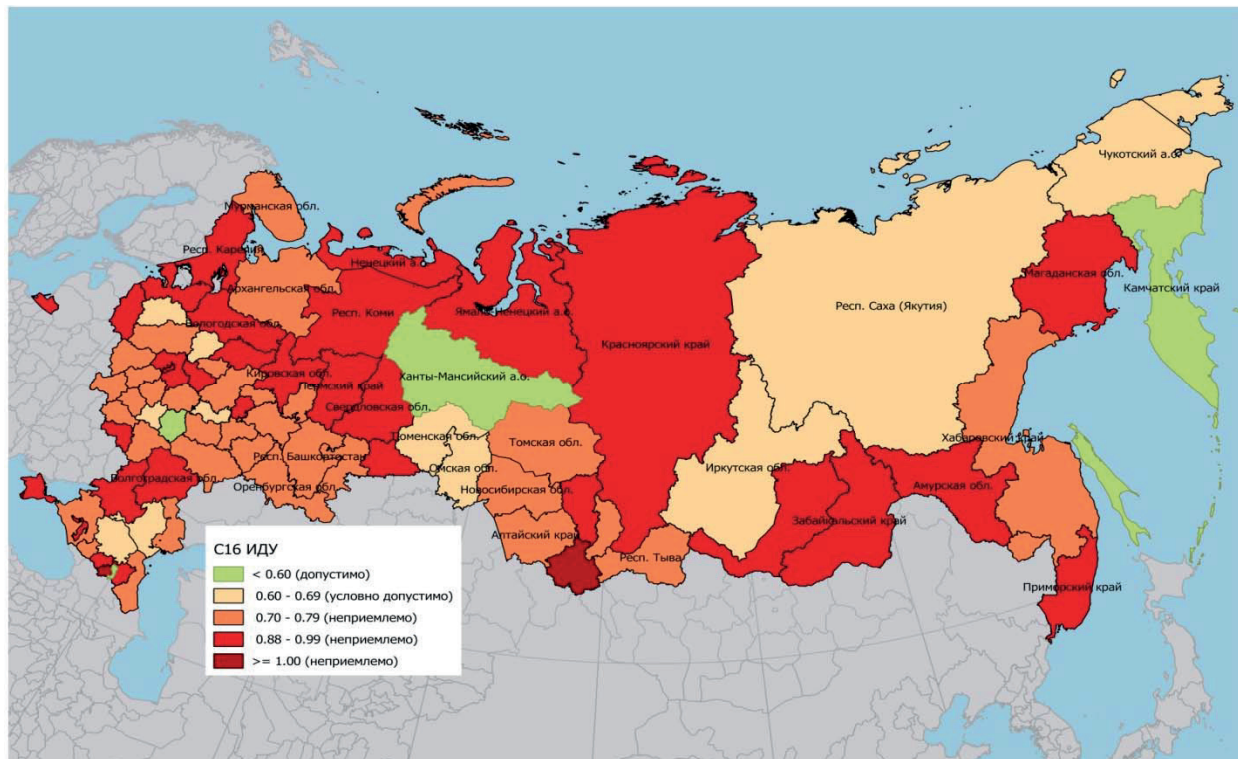 Чукотский а.о.
Мурманская обл.
Респ. Карелия
Ненецкий а.о.
Магаданская обл.
Архангельская обл.
Камчатский край
Респ. Саха (Якутия)
Респ. Коми
Ямало-Ненецкий а.о.
Вологодская обл.
Красноярский край
Кировская обл.
Ханты-Мансийский а.о.
Пермский край
Свердловская обл.
Тюменская обл.
Томская обл.
Хабаровский край
Респ. Башкортостан
Омская обл.
Иркутская обл.
Волгоградская обл.
Оренбургская обл.
Новосибирская обл.
Амурская обл.
Забайкальский край
Алтайский край
Респ. Тыва
Приморский край
С16 ИДУ
< 0.60 (допустимо)
0.60 - 0.69 (условно допустимо)
0.70 - 0.79 (неприемлемо)
0.88 - 0.99 (неприемлемо)
>= 1.00 (неприемлемо)